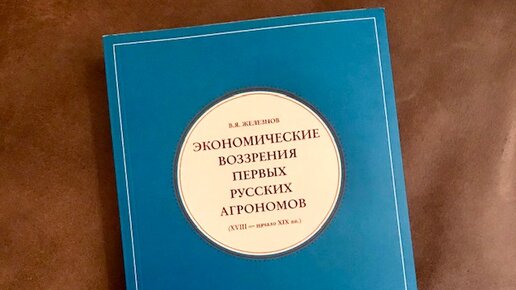 В.Я. ЖЕЛЕЗНОВ
ЭКОНОМИЧЕСКИЕ
ВОЗЗРЕНИЯ
ПЕРВЫХ
РУССКИХ
АГРОНОМОВ
(XVIII — начало XIX вв.)